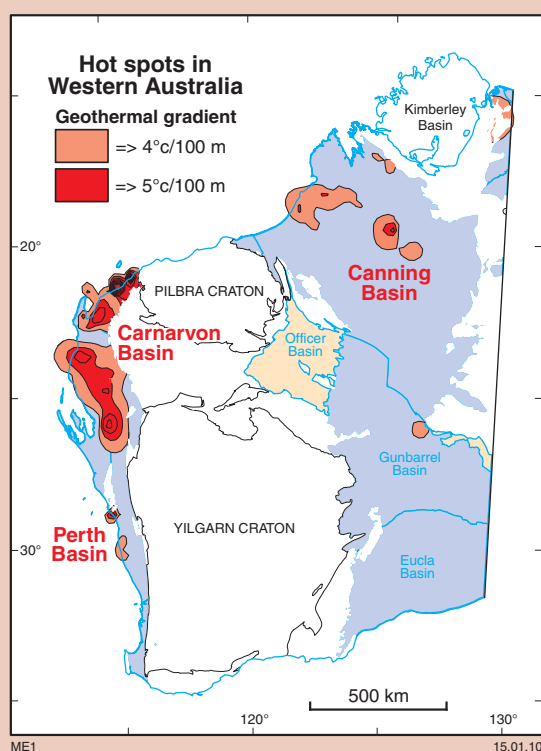 Hot spots in
Western Australia
Geothermal gradient
=> 4°c/100 m
=> 5°c/100 m
Kimberley
Basin
20°
Canning
Basin
PILBRA CRATON
Carnarvon
Basin
Officer
Basin
Gunbarrel
Basin
YILGARN CRATON
Perth
Basin
30°
Eucla
Basin
500 km
120°
130°
ME1
15.01.10